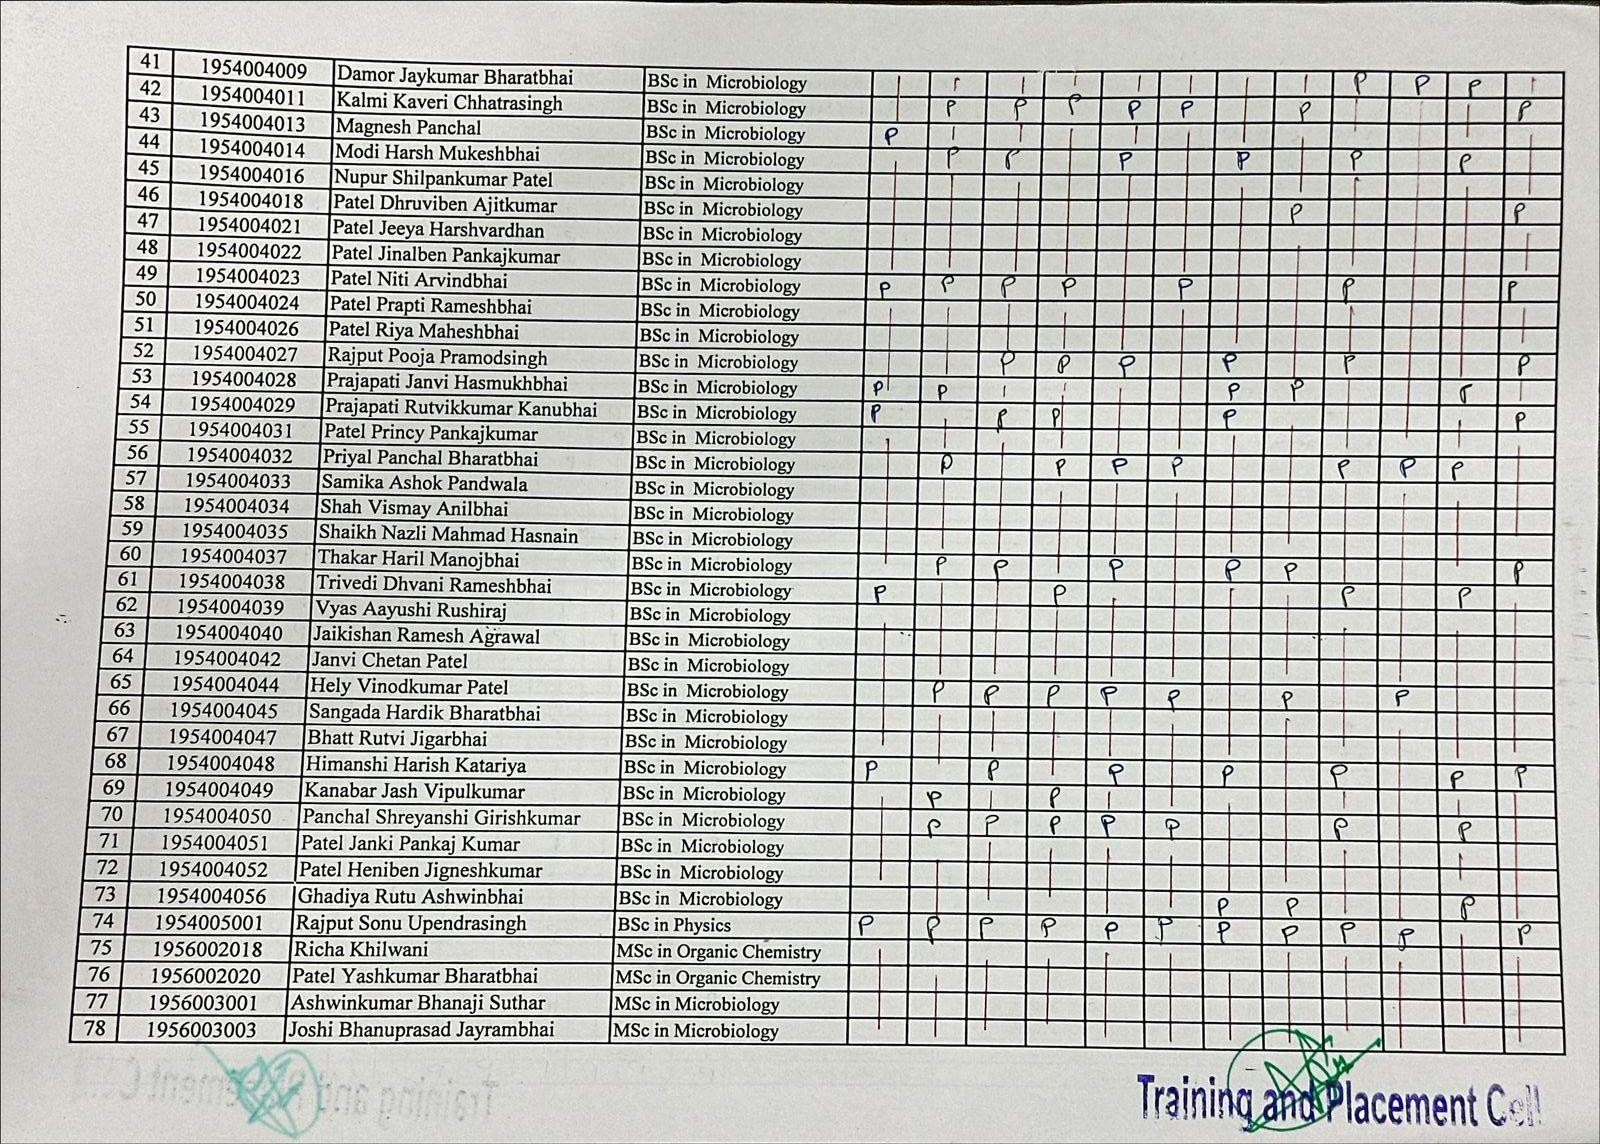 41 1954004009 Damor Jaykumar Bharatbhai BSc in Microbiology P P P
42 1954004011 Kalmi Kaveri Chhatrasingh BSc in Microbiology P P P P P P P
43 1954004013 Magnesh Panchal BSc in Microbiology P
44 1954004014 Modi Harsh Mukeshbhai BSc in Microbiology P P P P P P
45 1954004016 Nupur Shilpankumar Patel BSc in Microbiology
46 1954004018 Patel Dhruviben Ajitkumar BSc in Microbiology P P
47 1954004021 Patel Jeeya Harshvardhan BSc in Microbiology
48 1954004022 Patel Jinalben Pankajkumar BSc in Microbiology
49 1954004023 Patel Niti Arvindbhai BSc in Microbiology P P P P P P P
50 1954004024 Patel Prapti Rameshbhai BSc in Microbiology
51 1954004026 Patel Riya Maheshbhai BSc in Microbiology
52 1954004027 Rajput Pooja Pramodsingh BSc in Microbiology P P P P P P
53 1954004028 Prajapati Janvi Hasmukhbhai BSc in Microbiology P P P P P
54 1954004029 Prajapati Rutvikkumar Kanubhai BSc in Microbiology P P P P P
55 1954004031 Patel Princy Pankajkumar BSc in Microbiology
56 1954004032 Priyal Panchal Bharatbhai BSc in Microbiology P P P P P P P
57 1954004033 Samika Ashok Pandwala BSc in Microbiology
58 1954004034 Shah Vismay Anilbhai BSc in Microbiology
59 1954004035 Shaikh Nazli Mahmad Hasnain BSc in Microbiology
60 1954004037 Thakar Haril Manojbhai BSc in Microbiology P P P P P P
61 1954004038 Trivedi Dhvani Rameshbhai BSc in Microbiology P P P P
62 1954004039 Vyas Aayushi Rushiraj BSc in Microbiology
63 1954004040 Jaikishan Ramesh Agrawal BSc in Microbiology
64 1954004042 Janvi Chetan Patel BSc in Microbiology
65 1954004044 Hely Vinodkumar Patel BSc in Microbiology P P P P P P P
66 1954004045 Sangada Hardik Bharatbhai BSc in Microbiology
67 1954004047 Bhatt Rutvi Jigarbhai BSc in Microbiology
68 1954004048 Himanshi Harish Katariya BSc in Microbiology P P P P P P P
69 1954004049 Kanabar Jash Vipulkumar BSc in Microbiology P P
70 1954004050 Panchal Shreyanshi Girishkumar BSc in Microbiology P P P P P P P
71 1954004051 Patel Janki Pankaj Kumar BSc in Microbiology
72 1954004052 Patel Heniben Jigneshkumar BSc in Microbiology
73 1954004056 Ghadiya Rutu Ashwinbhai BSc in Microbiology P P P
74 1954005001 Rajput Sonu Upendrasingh BSc in Physics P P P P P P P P P P P
75 1956002018 Richa Khilwani MSc in Organic Chemistry
76 1956002020 Patel Yashkumar Bharatbhai MSc in Organic Chemistry
77 1956003001 Ashwinkumar Bhanaji Suthar MSc in Microbiology
78 1956003003 Joshi Bhanuprasad Jayrambhai MSc in Microbiology
Training and Placement Cell